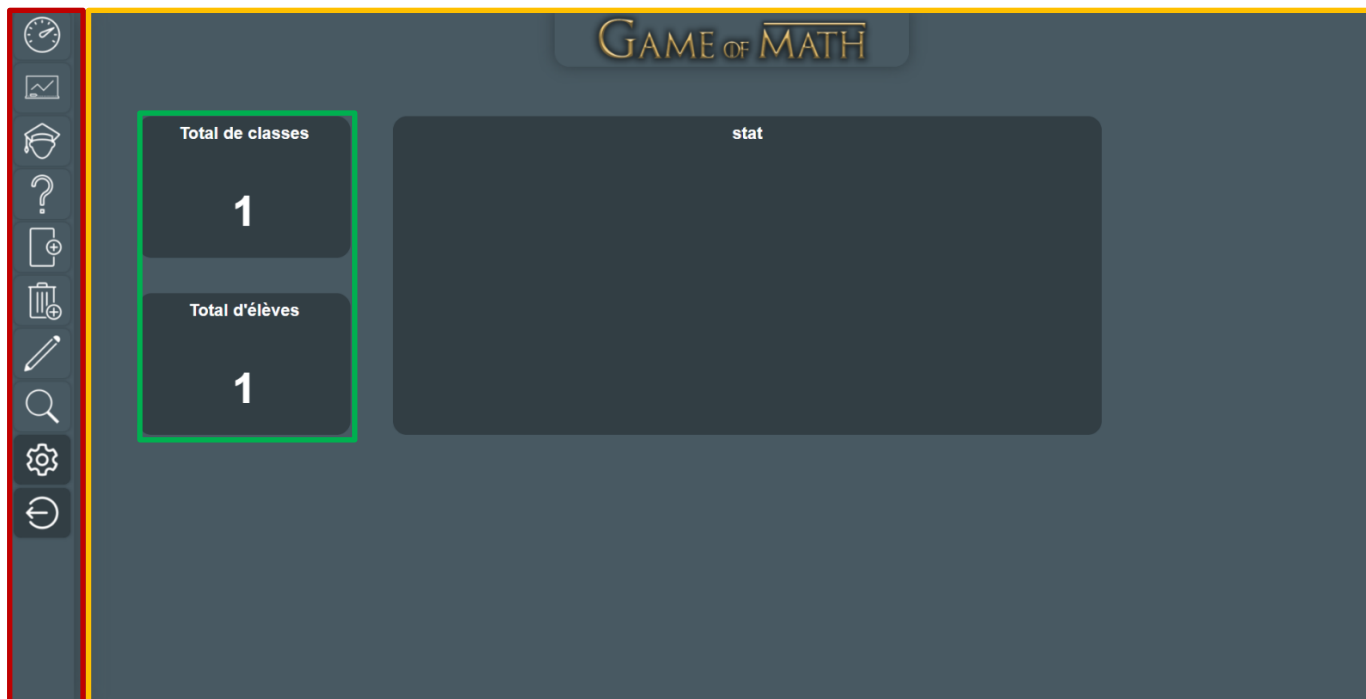 GAME OF MATH
Total de classes
stat
1
Total d'élèves
1